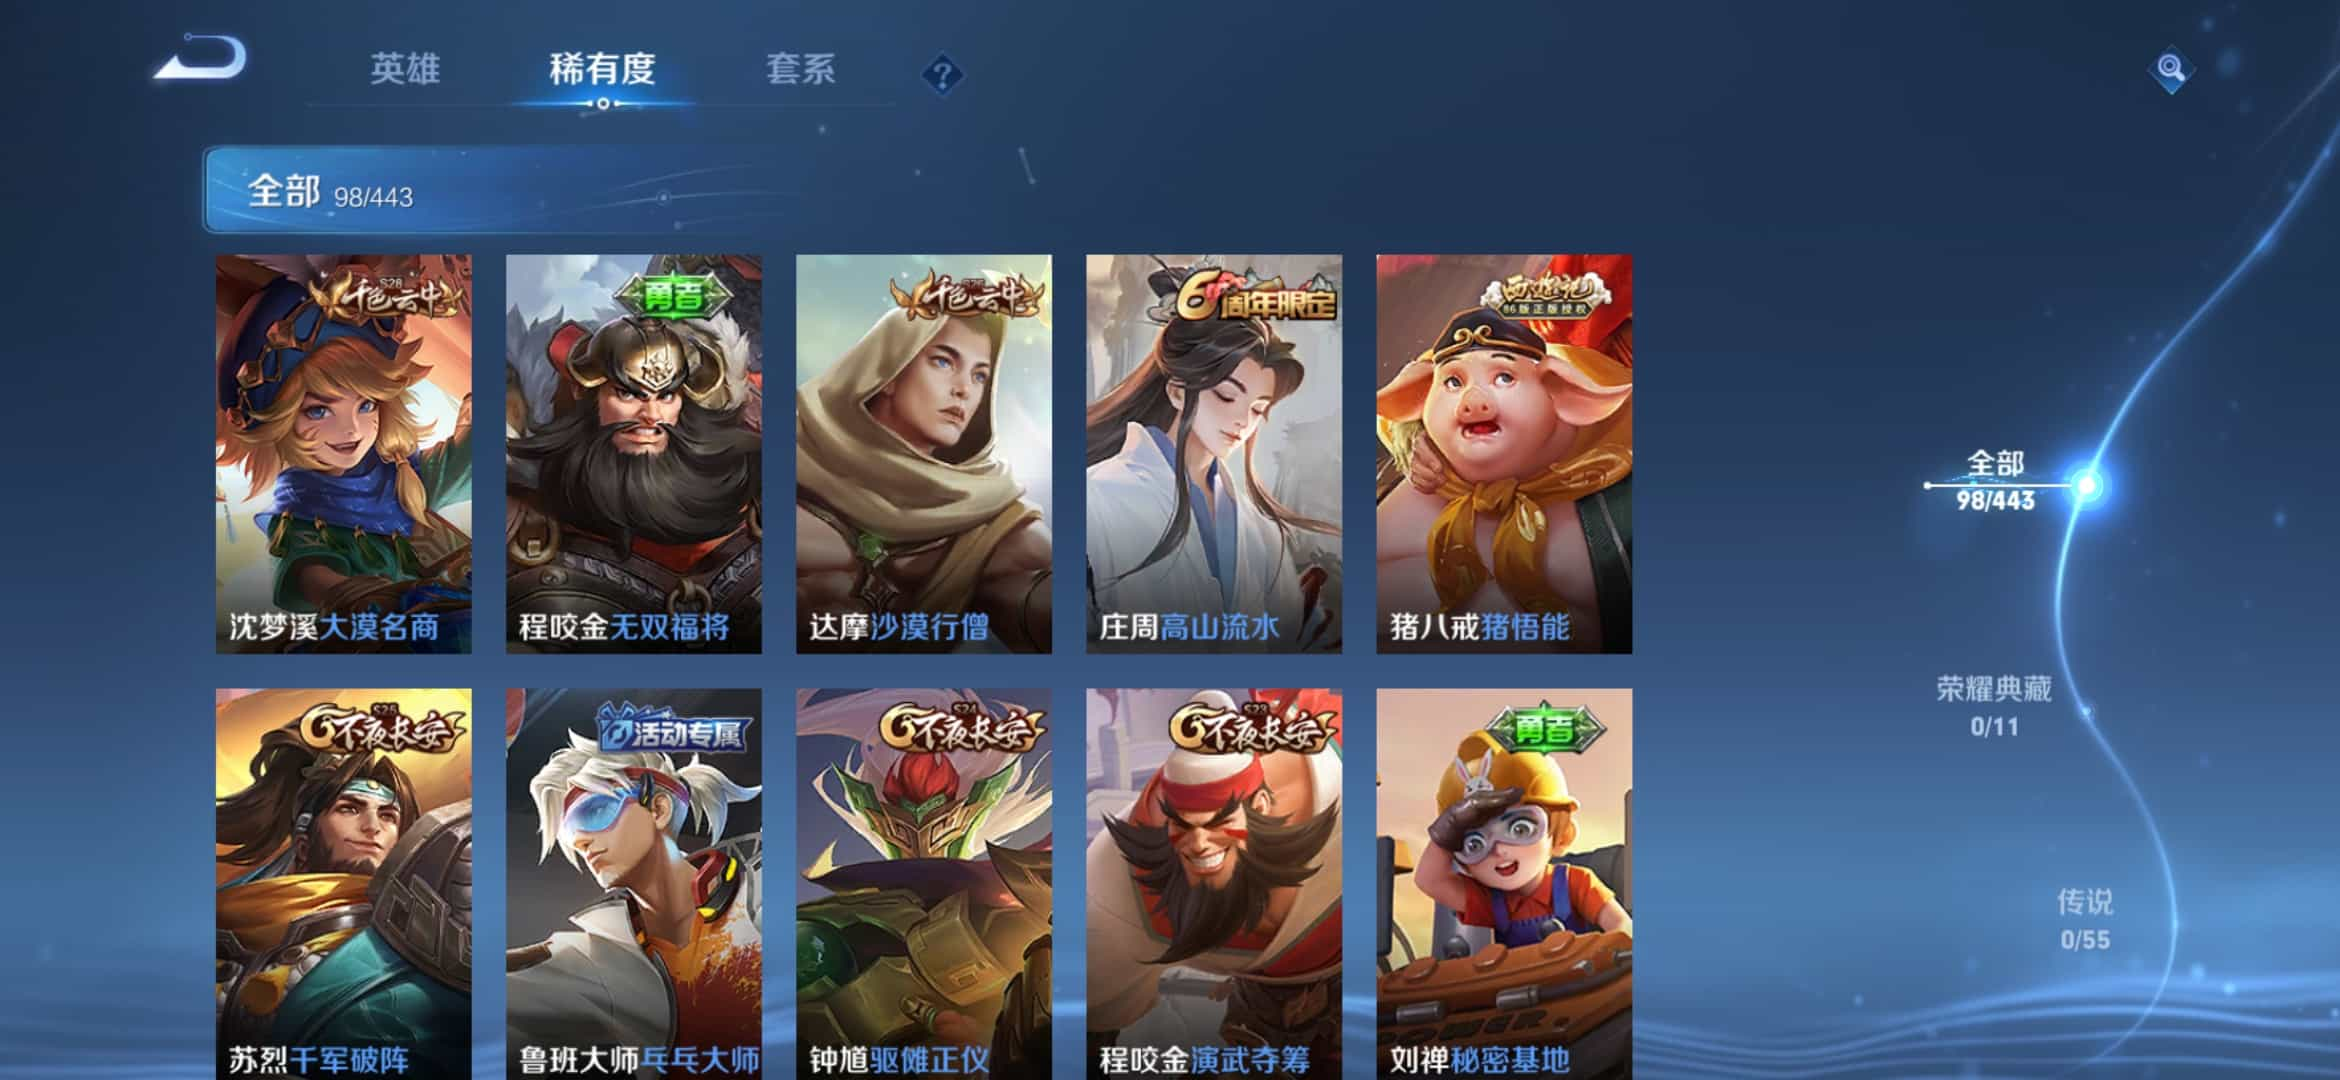 英雄
稀有度
套系
?
全部 98/443
S28
千色云中
勇者
千色云中
6周年限定
西游记
86版正版授权
沈梦溪大漠名商
程咬金无双福将
达摩沙漠行僧
庄周高山流水
猪八戒猪悟能
S25
不夜长安
活动专属
S24
不夜长安
S23
不夜长安
勇者
苏烈千军破阵
鲁班大师乒乓大师
钟馗驱傩正仪
程咬金演武夺筹
刘禅秘密基地
全部
98/443
荣耀典藏
0/11
传说
0/55